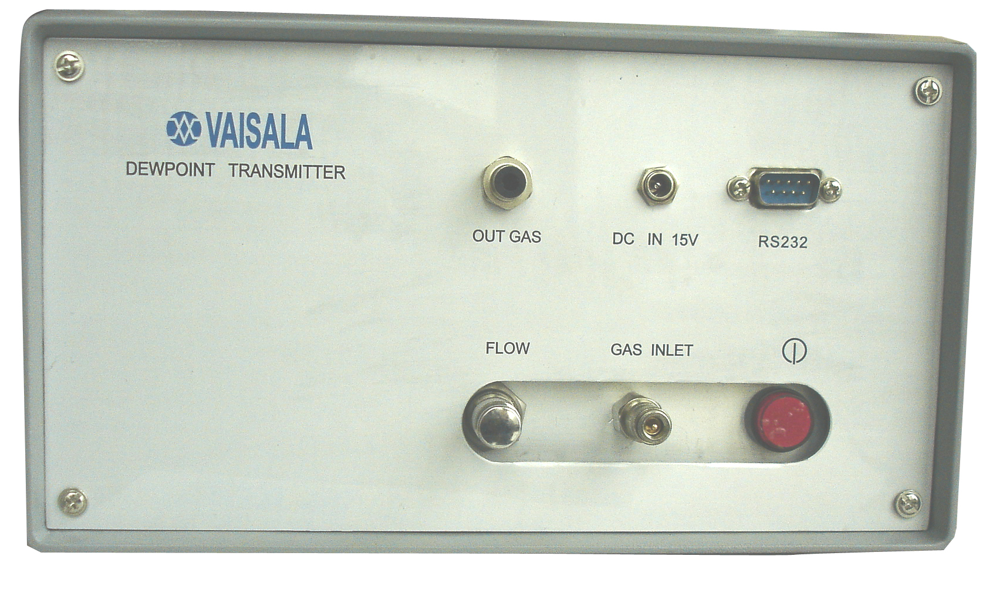 VAISALA
DEWPOINT TRANSMITTER
OUT GAS
DC IN 15V
RS232
FLOW
GAS INLET